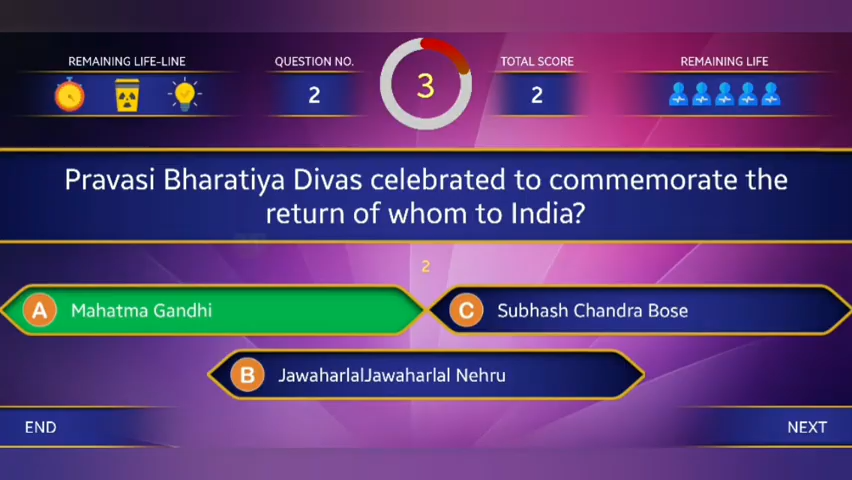 REMAINING LIFE-LINE
QUESTION NO.
2
3
TOTAL SCORE
2
REMAINING LIFE
Pravasi Bharatiya Divas celebrated to commemorate the
return of whom to India?
2
A Mahatma Gandhi
C Subhash Chandra Bose
B JawaharlalJawaharlal Nehru
END
NEXT